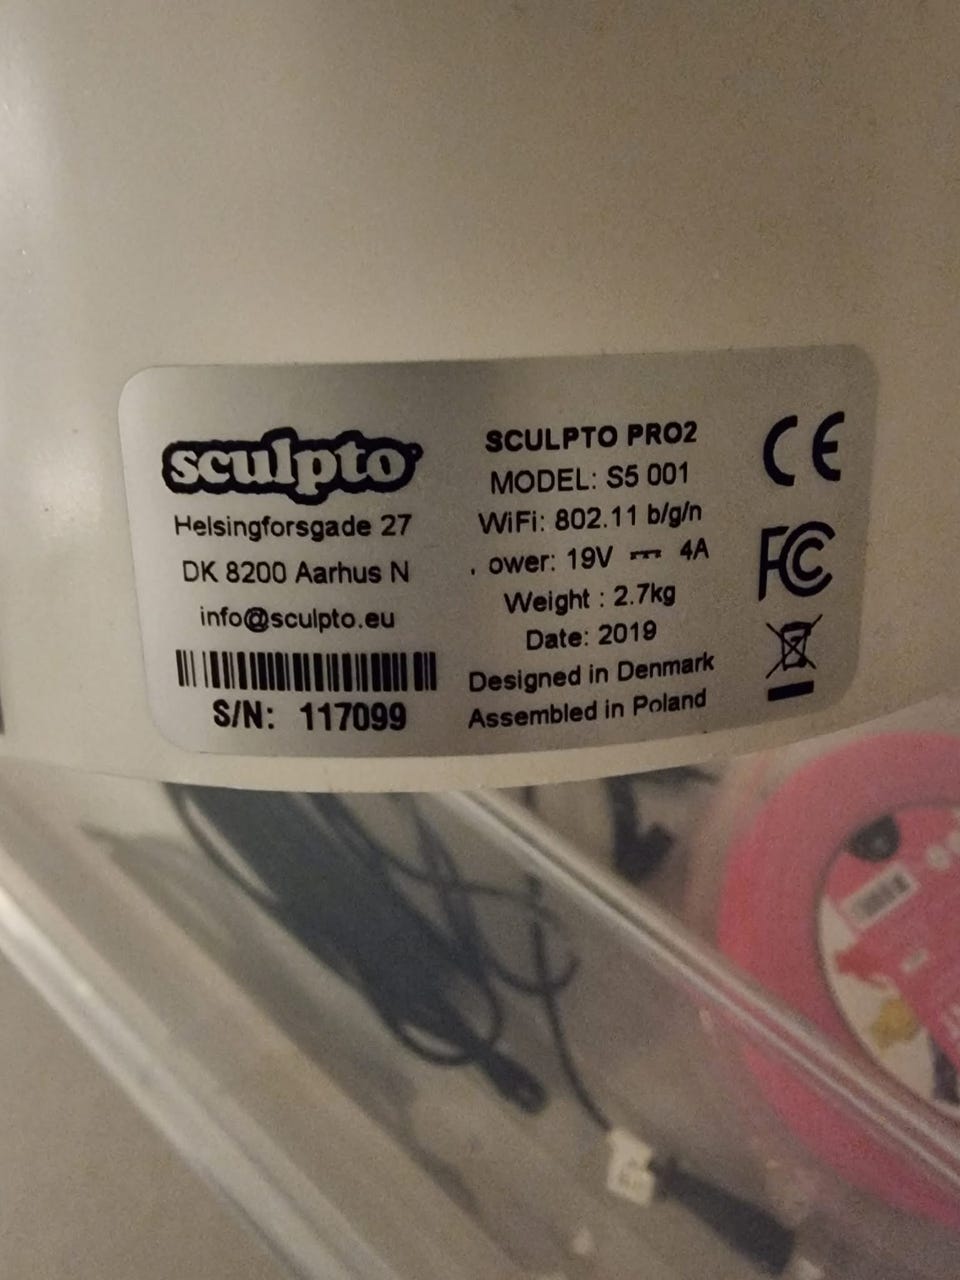 sculpto
Helsingforsgade 27
DK 8200 Aarhus N
info@sculpto.eu
S/N: 117099
SCULPTO PRO2
MODEL: S5 001
WiFi: 802.11 b/g/n
. ower: 19V ⎓ 4A
Weight : 2.7kg
Date: 2019
Designed in Denmark
Assembled in Poland
CE
FC